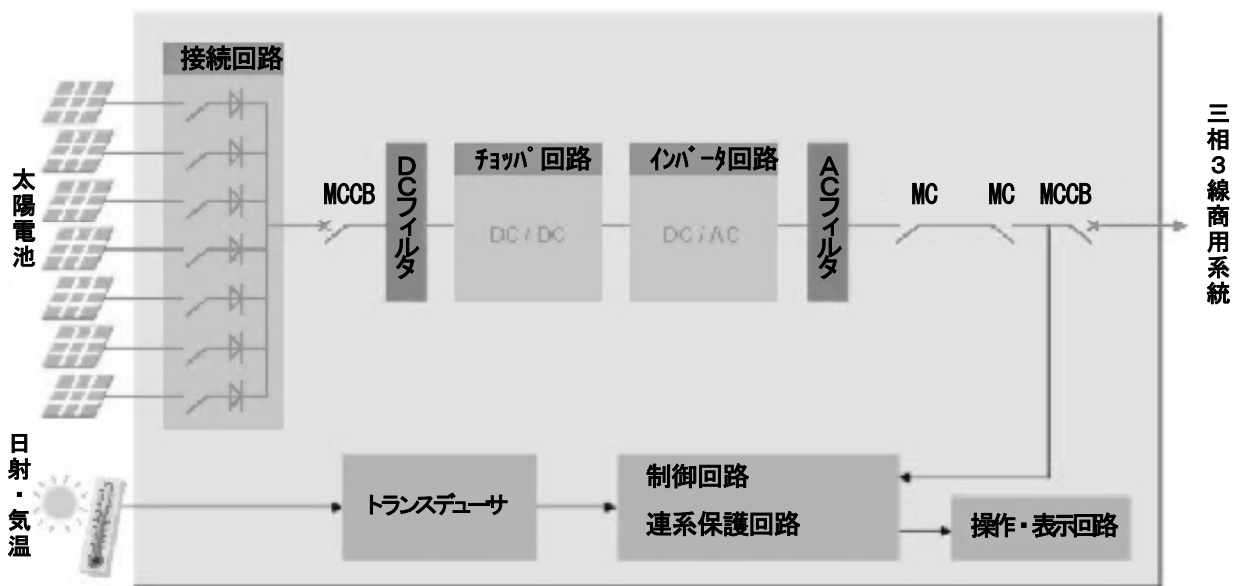 接続回路
太陽電池
MCCB
DCフィルタ
チョッパ回路
DC/DC
インバータ回路
DC/AC
ACフィルタ
MC
MC
MCCB
三相3線商用系統
日射・気温
トランスデューサ
制御回路
連系保護回路
操作・表示回路